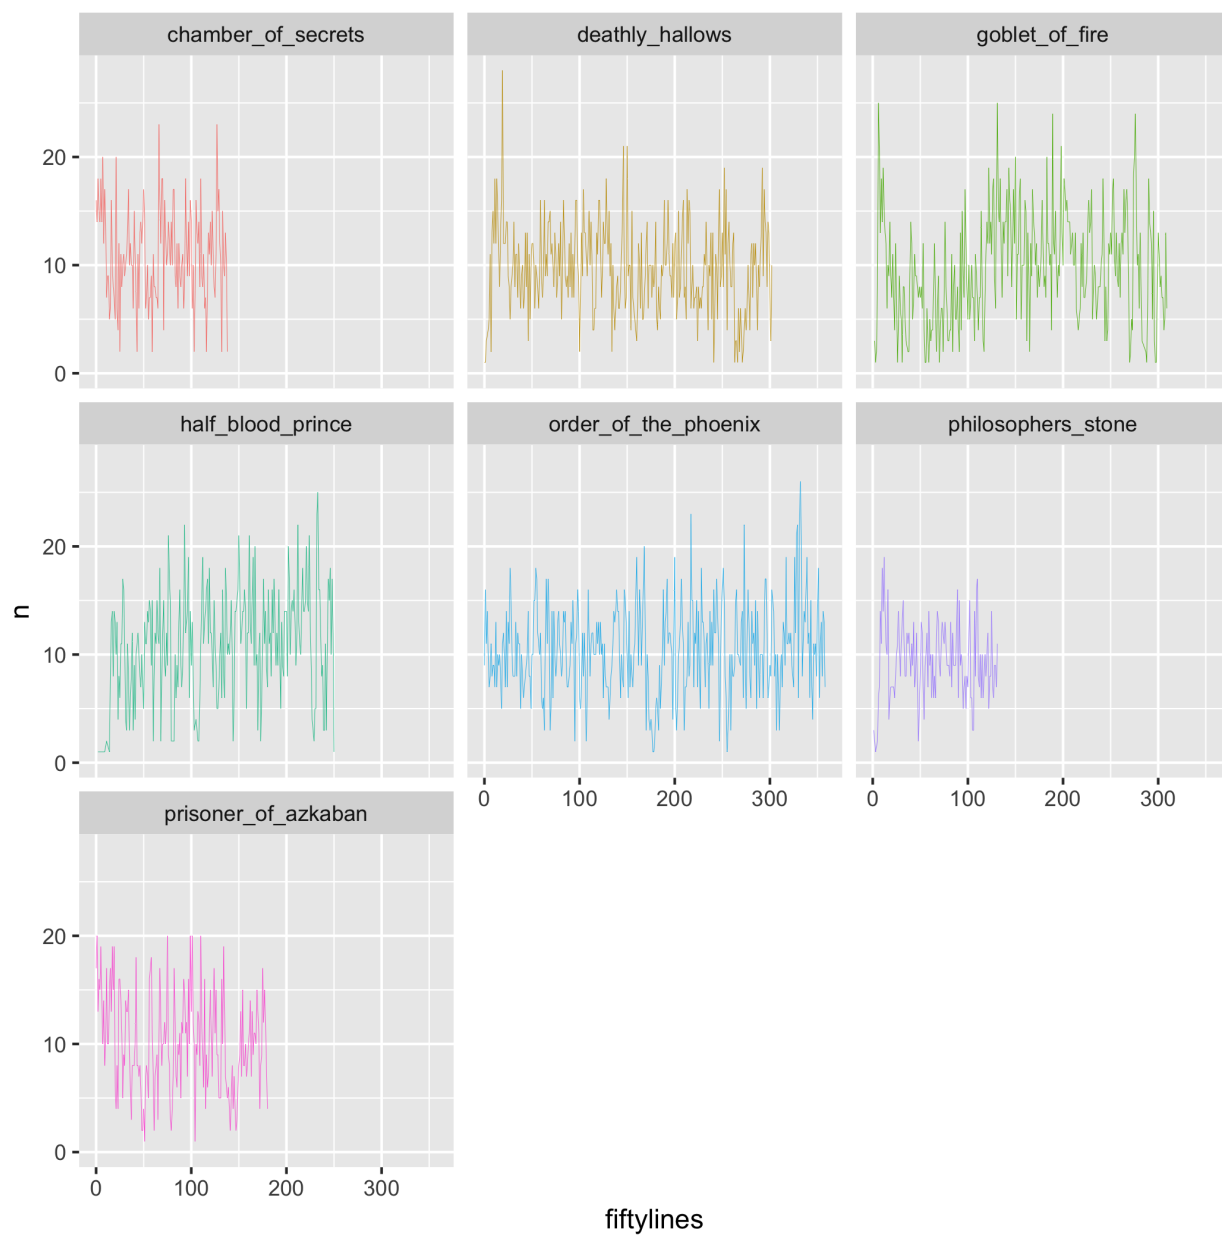 chamber_of_secrets deathly_hallows goblet_of_fire
20
10
0
half_blood_prince order_of_the_phoenix philosophers_stone
20
10
0
0 100 200 300 0 100 200 300
prisoner_of_azkaban
20
10
0
0 100 200 300
n
fiftylines